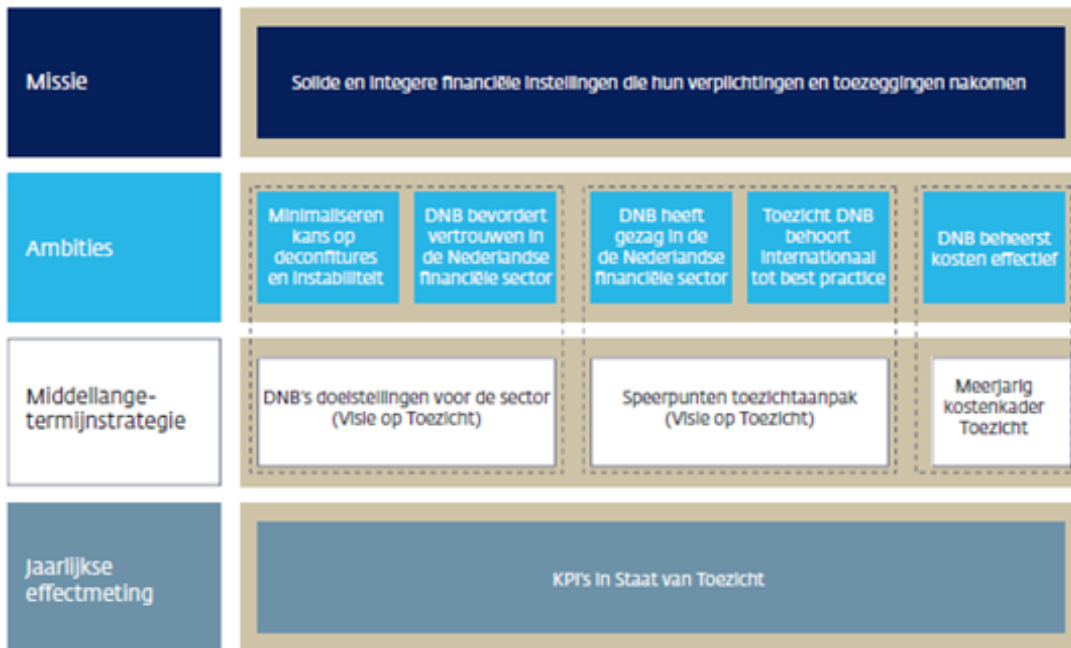 Missie
Solide en integere financiële instellingen die hun verplichtingen en toezeggingen nakomen
Ambities
Minimaliseren
kans op
deconfitures
en instabiliteit
DNB bevordert
vertrouwen in
de Nederlandse
financiële sector
DNB heeft
gezag in de
de Nederlandse
financiële sector
Toezicht DNB
behoort
internationaal
tot best practice
DNB beheerst
kosten effectief
Middellange-
termijnstrategie
DNB's doelstellingen voor de sector
(Visie op Toezicht)
Speerpunten toezichtaanpak
(Visie op Toezicht)
Meerjarig
kostenkader
Toezicht
Jaarlijkse
effectmeting
KPI's in Staat van Toezicht